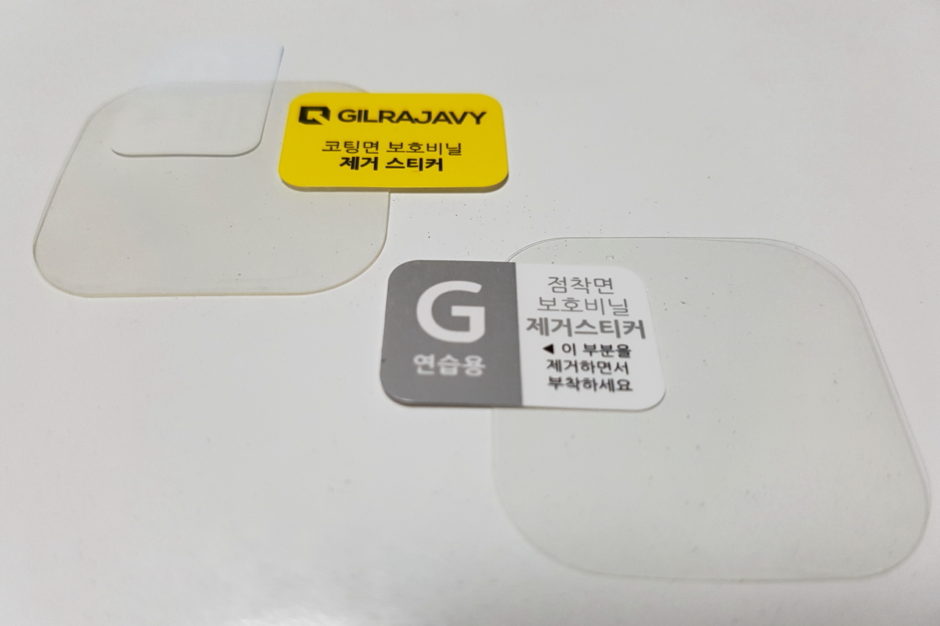 GILRAJAVY
코팅면 보호비닐
제거 스티커
G
연습용
점착면
보호비닐
제거스티커
◀ 이 부분을
제거하면서
부착하세요